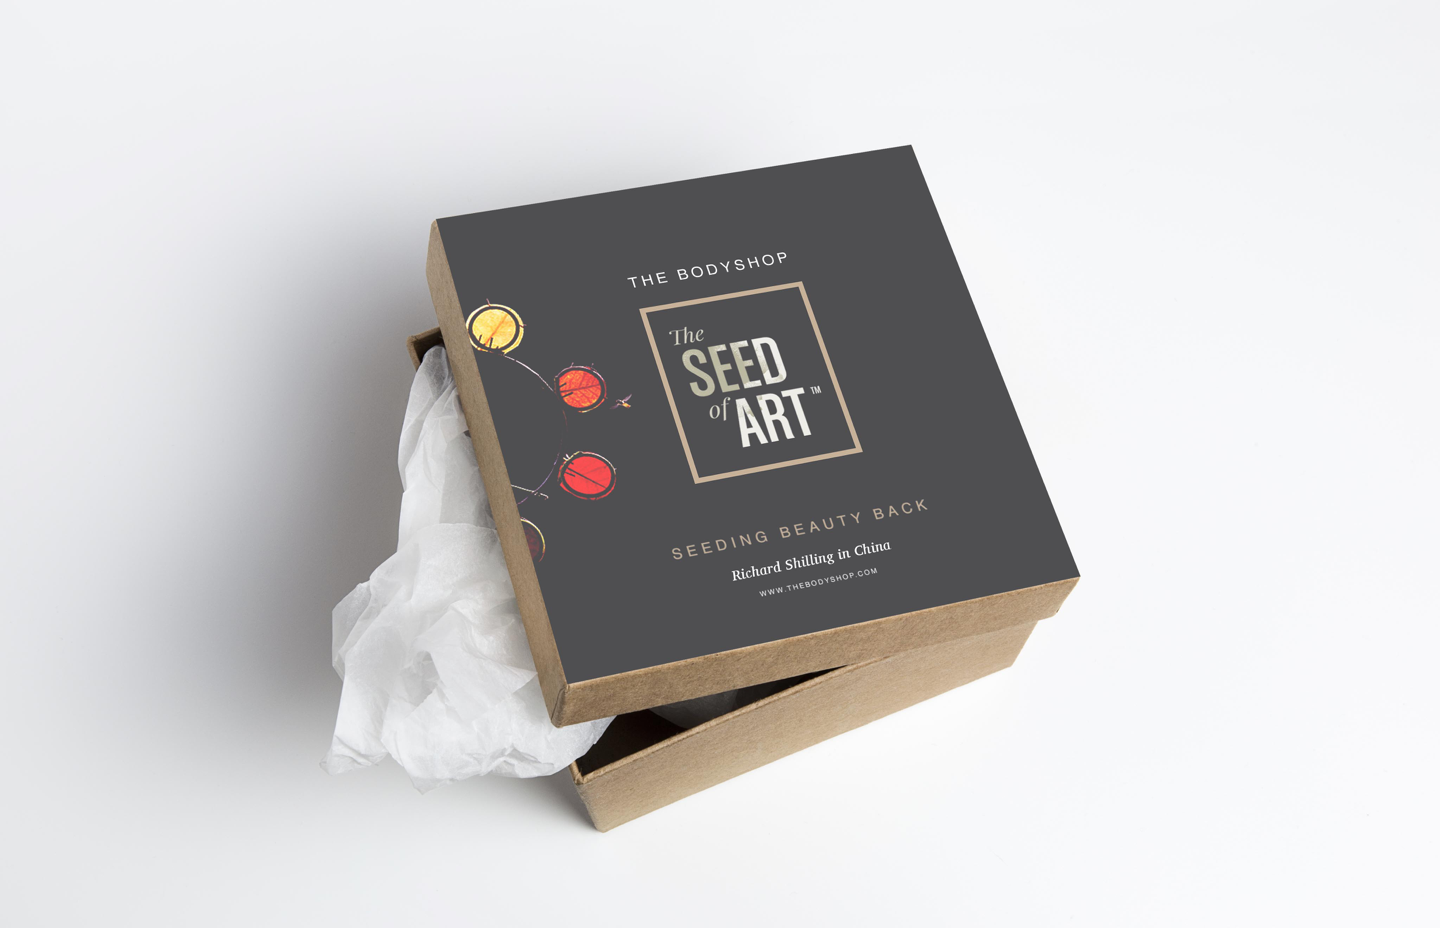 THE BODYSHOP
The
SEED
of ART™
SEEDING BEAUTY BACK
Richard Shilling in China
WWW.THEBODYSHOP.COM